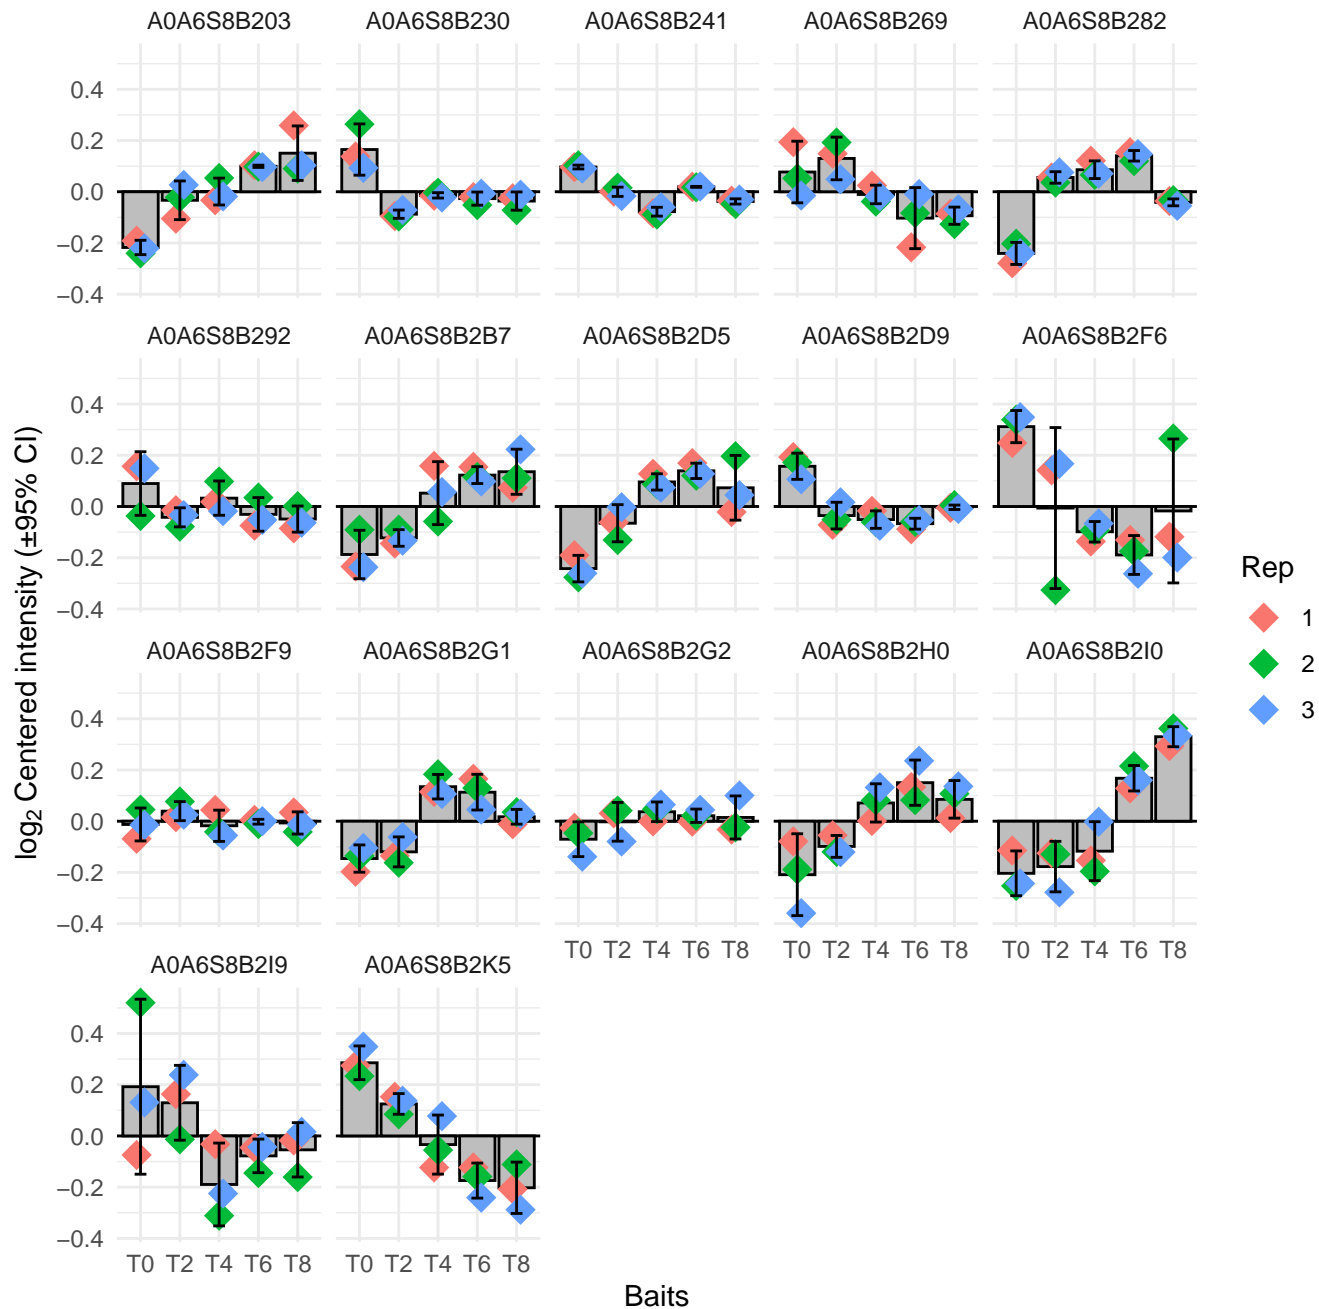 A0A6S8B203 A0A6S8B230 A0A6S8B241 A0A6S8B269 A0A6S8B282
0.4
0.2
0.0
−0.2
−0.4
A0A6S8B292 A0A6S8B2B7 A0A6S8B2D5 A0A6S8B2D9 A0A6S8B2F6
0.4
0.2
0.0
−0.2
−0.4
A0A6S8B2F9 A0A6S8B2G1 A0A6S8B2G2 A0A6S8B2H0 A0A6S8B2I0
0.4
0.2
0.0
−0.2
−0.4
T0 T2 T4 T6 T8 T0 T2 T4 T6 T8 T0 T2 T4 T6 T8
A0A6S8B2I9 A0A6S8B2K5
0.4
0.2
0.0
−0.2
−0.4
T0 T2 T4 T6 T8 T0 T2 T4 T6 T8
Baits
log₂ Centered intensity (±95% CI)
Rep
1
2
3